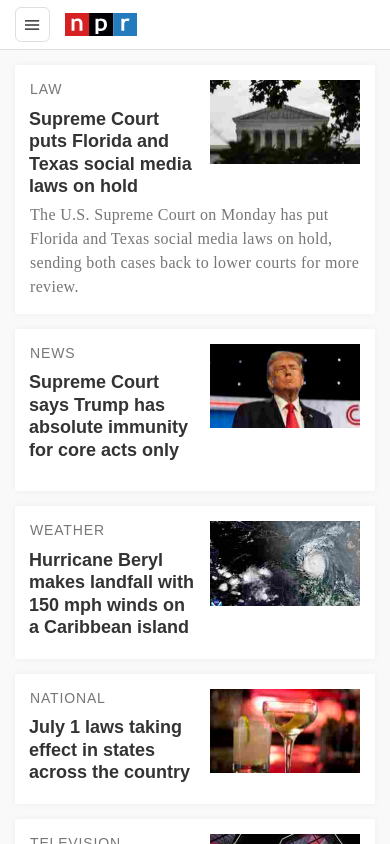 npr
LAW
Supreme Court
puts Florida and
Texas social media
laws on hold
The U.S. Supreme Court on Monday has put
Florida and Texas social media laws on hold,
sending both cases back to lower courts for more
review.
NEWS
Supreme Court
says Trump has
absolute immunity
for core acts only
WEATHER
Hurricane Beryl
makes landfall with
150 mph winds on
a Caribbean island
NATIONAL
July 1 laws taking
effect in states
across the country
TELEVISION